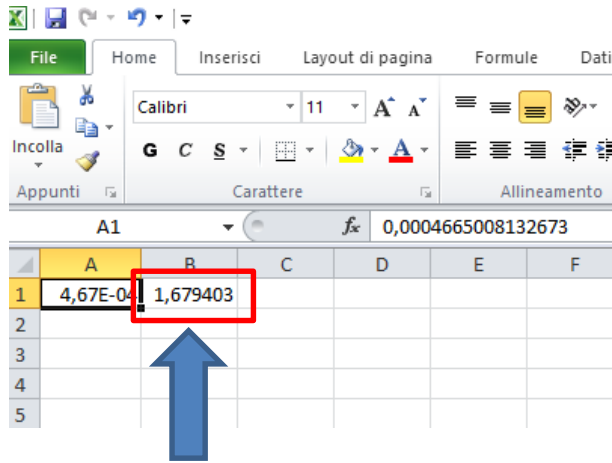 File Home Inserisci Layout di pagina Formule Dati
Incolla Calibri 11 A A
G C S A
Appunti Carattere Allineamento
A1 fx 0,0004665008132673
A B C D E F
1 4,67E-04 1,679403
2
3
4
5